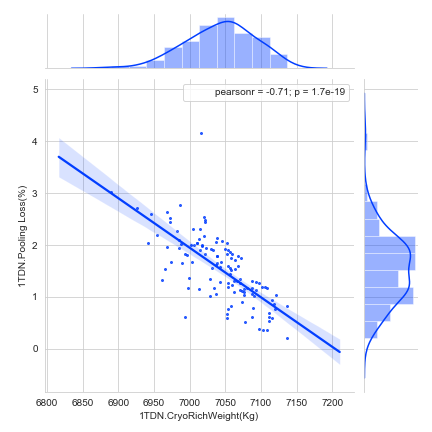 pearsonr = -0.71; p = 1.7e-19
5
4
3
2
1
0
1TDN.Pooling Loss(%)
6800 6850 6900 6950 7000 7050 7100 7150 7200
1TDN.CryoRichWeight(Kg)